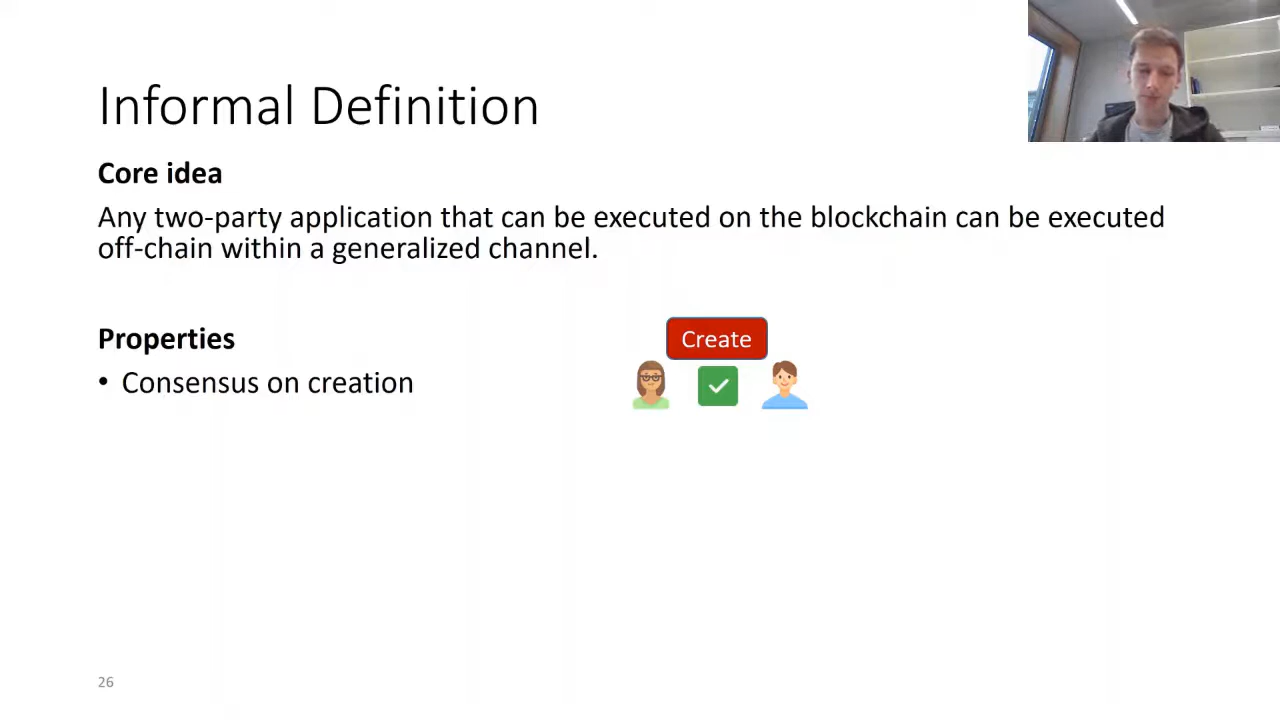 Informal Definition
Core idea
Any two-party application that can be executed on the blockchain can be executed
off-chain within a generalized channel.
Properties
Create
• Consensus on creation
26